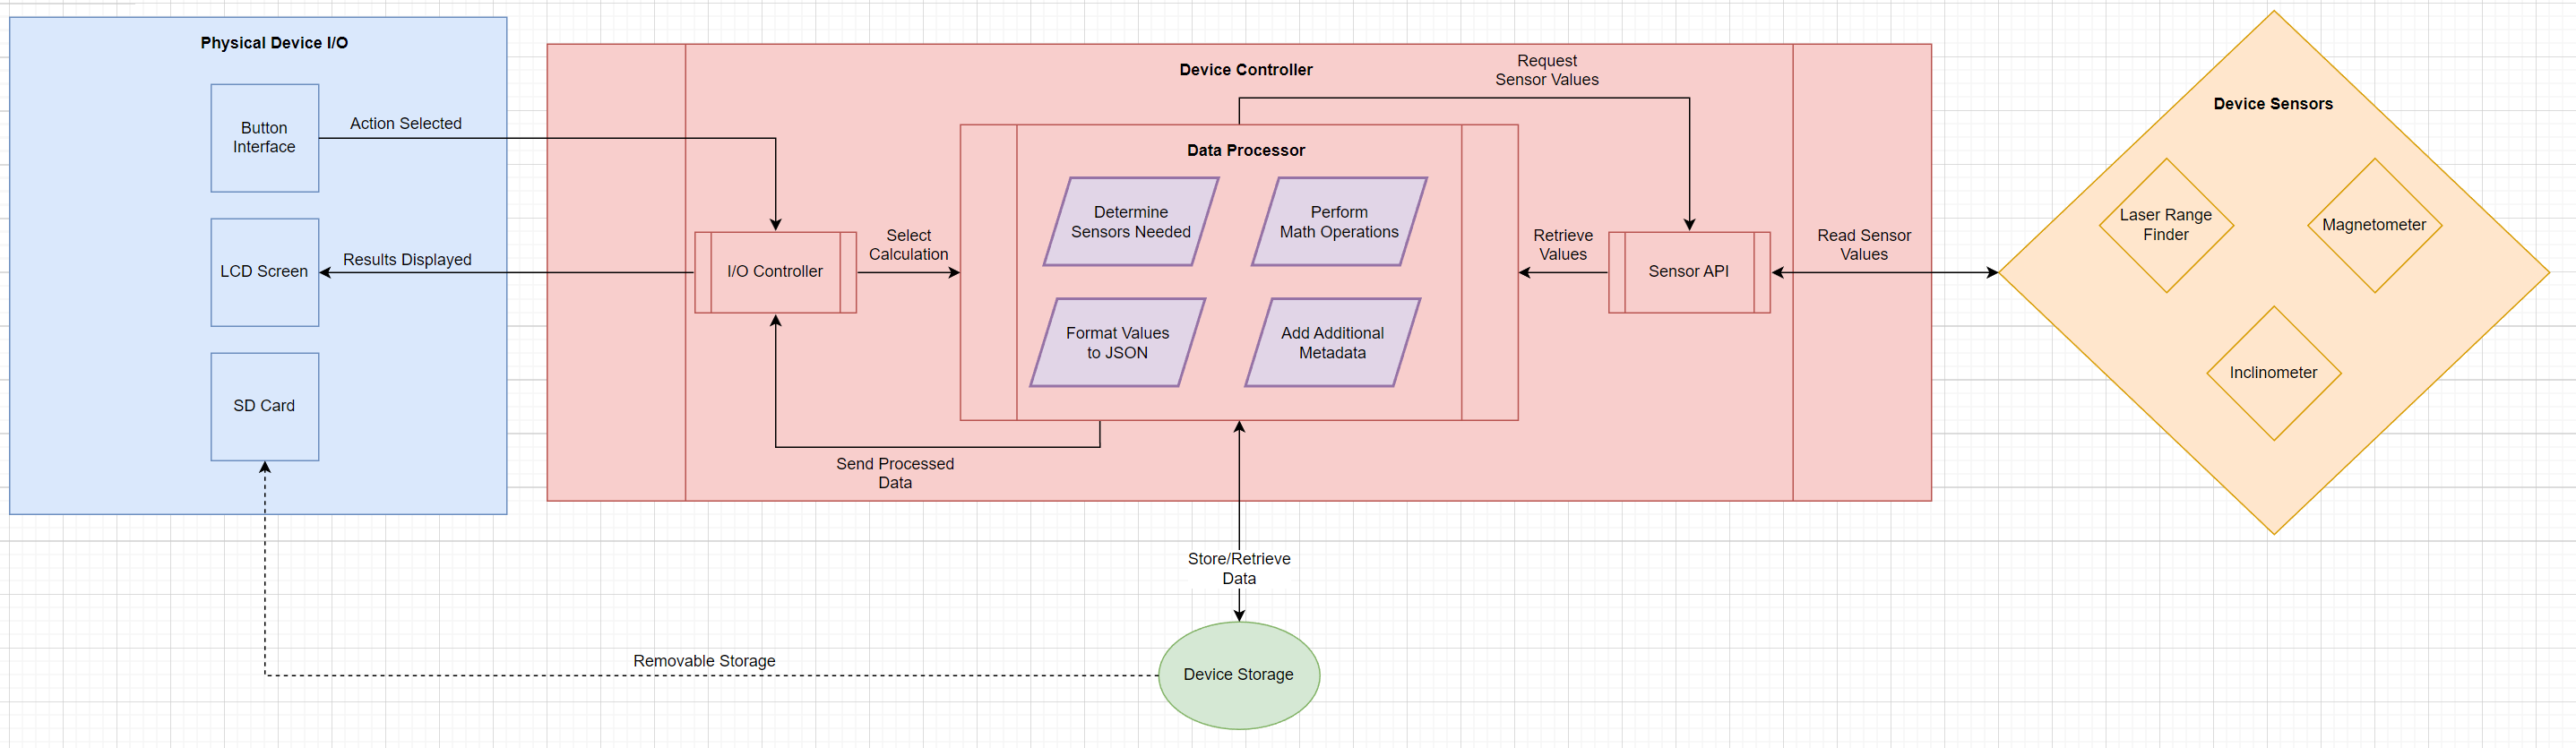 Physical Device I/O
Button
Interface
LCD Screen
SD Card
Action Selected
Results Displayed
Device Controller
Request
Sensor Values
I/O Controller
Select
Calculation
Data Processor
Determine
Sensors Needed
Perform
Math Operations
Format Values
to JSON
Add Additional
Metadata
Retrieve
Values
Sensor API
Read Sensor
Values
Send Processed
Data
Device Sensors
Laser Range
Finder
Magnetometer
Inclinometer
Store/Retrieve
Data
Removable Storage
Device Storage